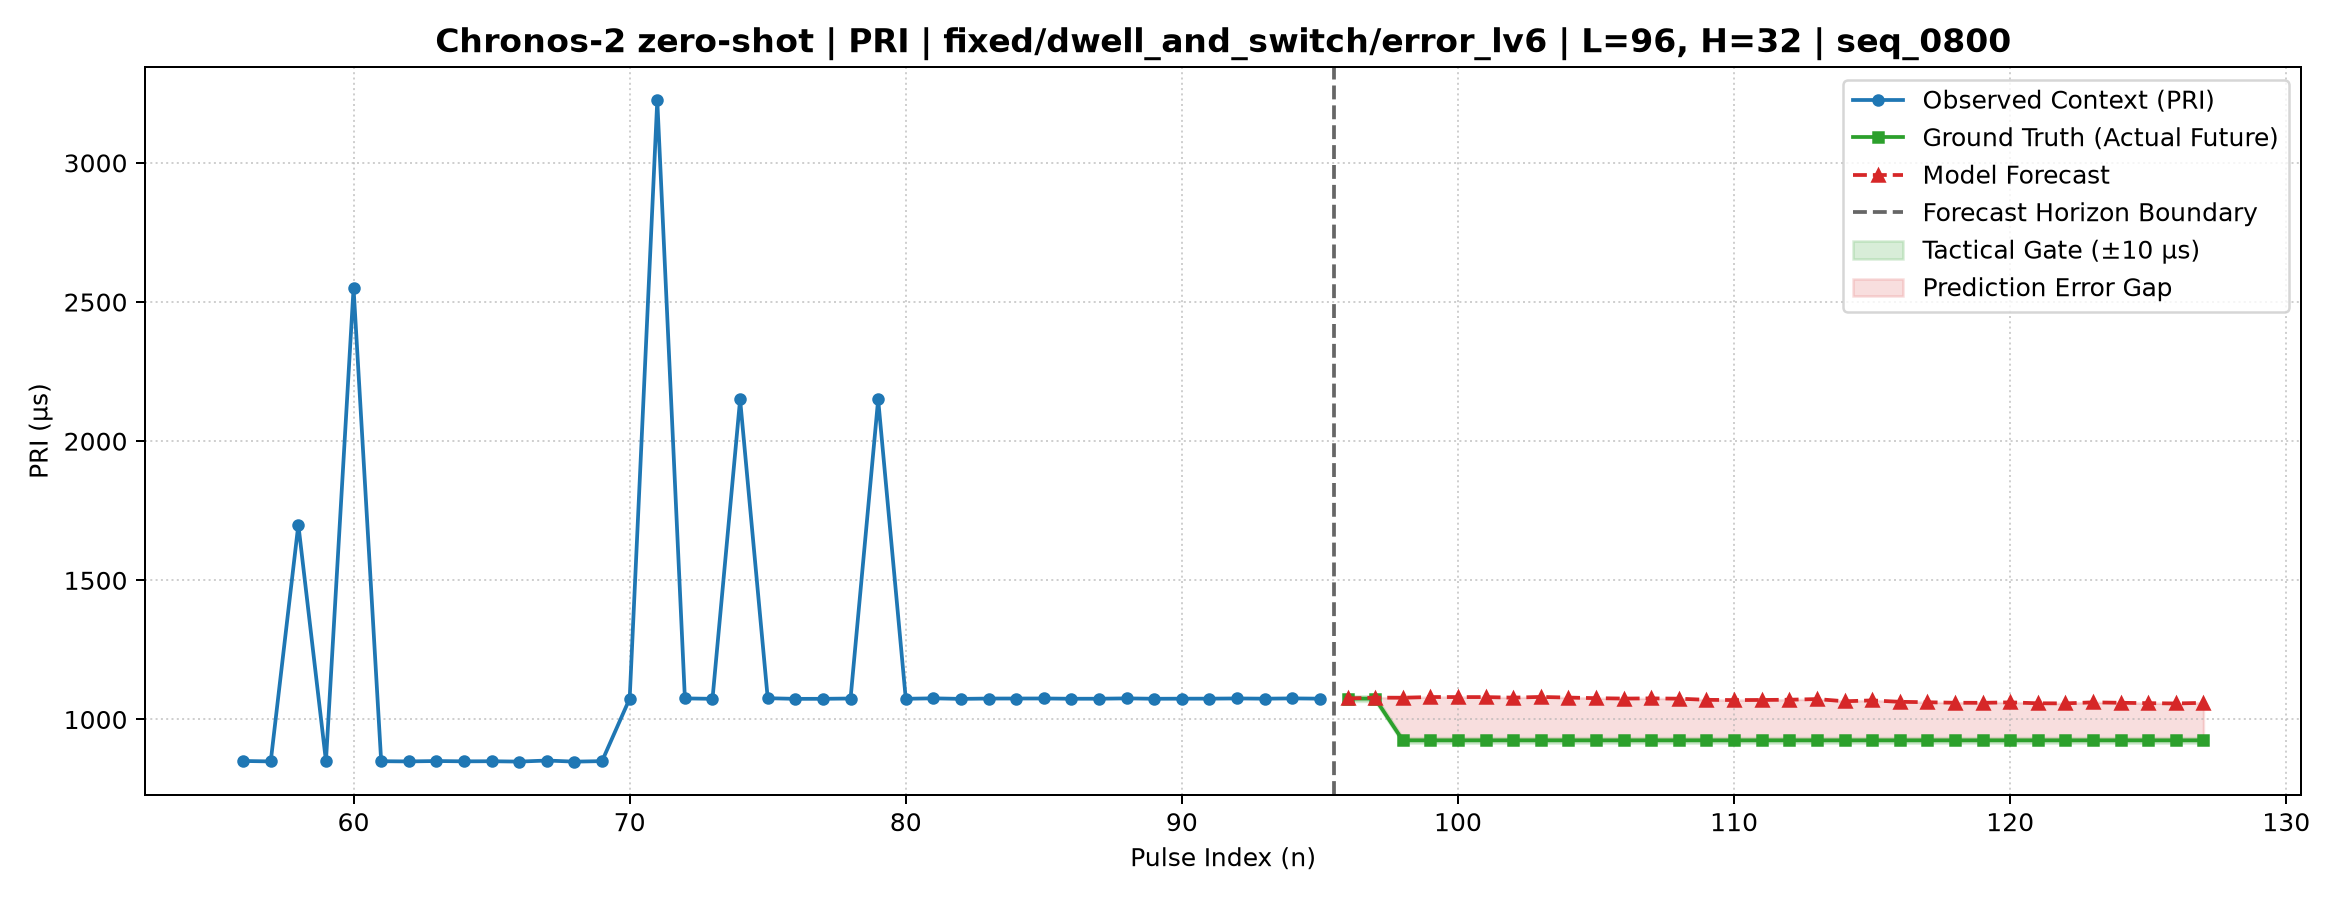 Chronos-2 zero-shot | PRI | fixed/dwell_and_switch/error_lv6 | L=96, H=32 | seq_0800
Observed Context (PRI)
Ground Truth (Actual Future)
Model Forecast
Forecast Horizon Boundary
Tactical Gate (±10 µs)
Prediction Error Gap
PRI (µs)
3000
2500
2000
1500
1000
60 70 80 90 100 110 120 130
Pulse Index (n)